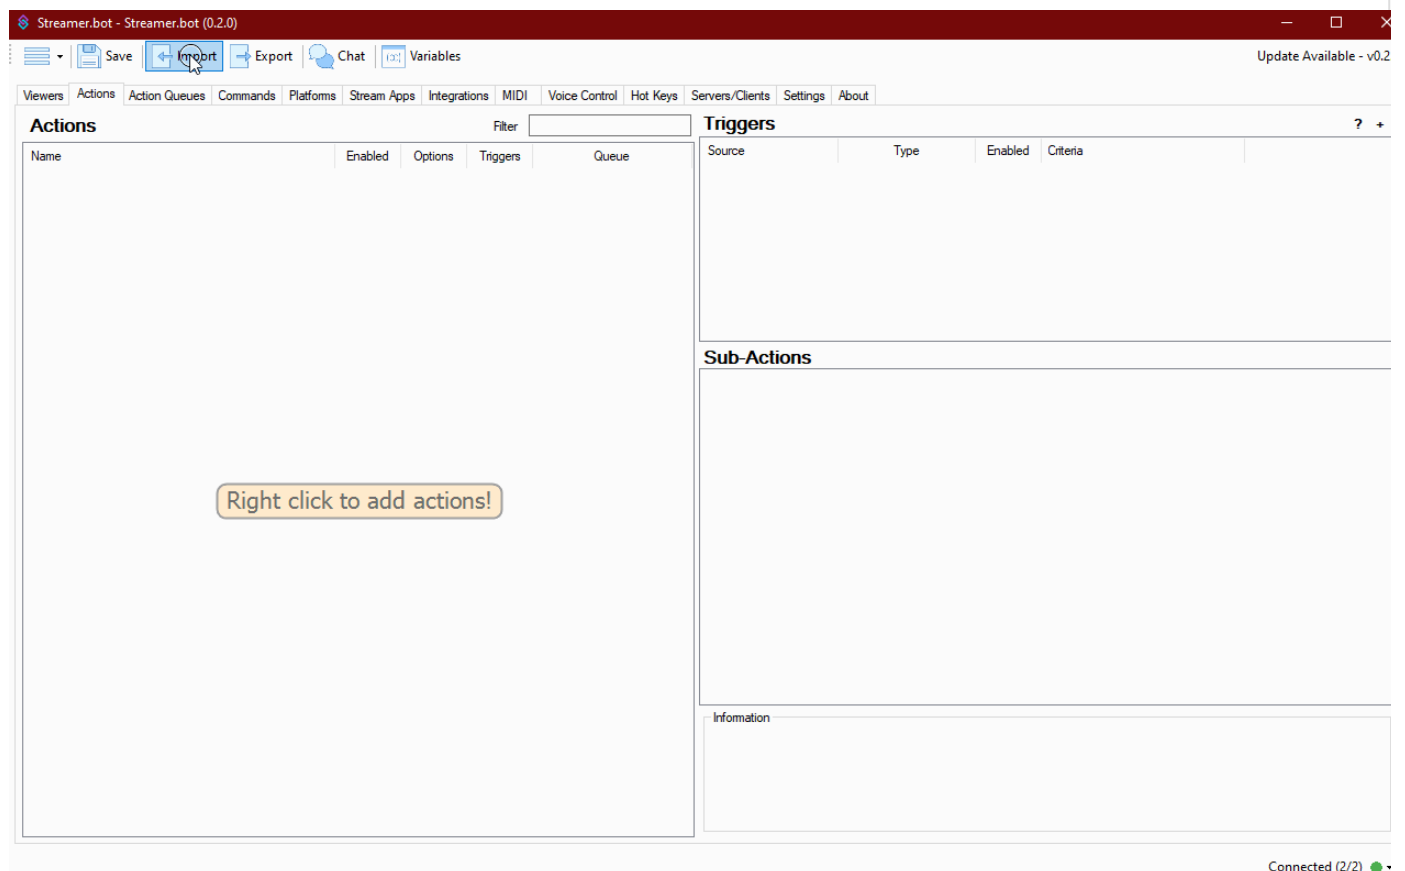 Streamer.bot - Streamer.bot (0.2.0)
Save Import Export Chat Variables Update Available - v0.2
Viewers Actions Action Queues Commands Platforms Stream Apps Integrations MIDI Voice Control Hot Keys Servers/Clients Settings About
Actions Filter
Name Enabled Options Triggers Queue
Right click to add actions!
Triggers ? +
Source Type Enabled Criteria
Sub-Actions
Information
Connected (2/2)